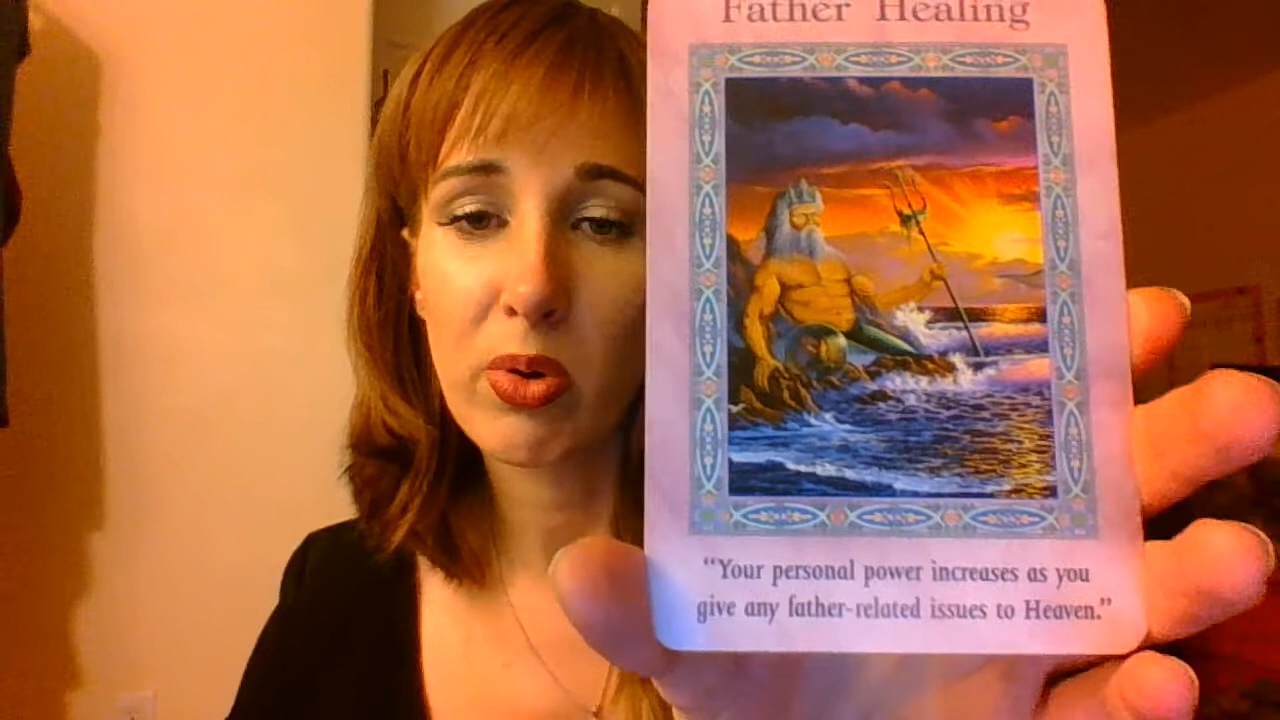 Father Healing
“Your personal power increases as you
give any father-related issues to Heaven.”